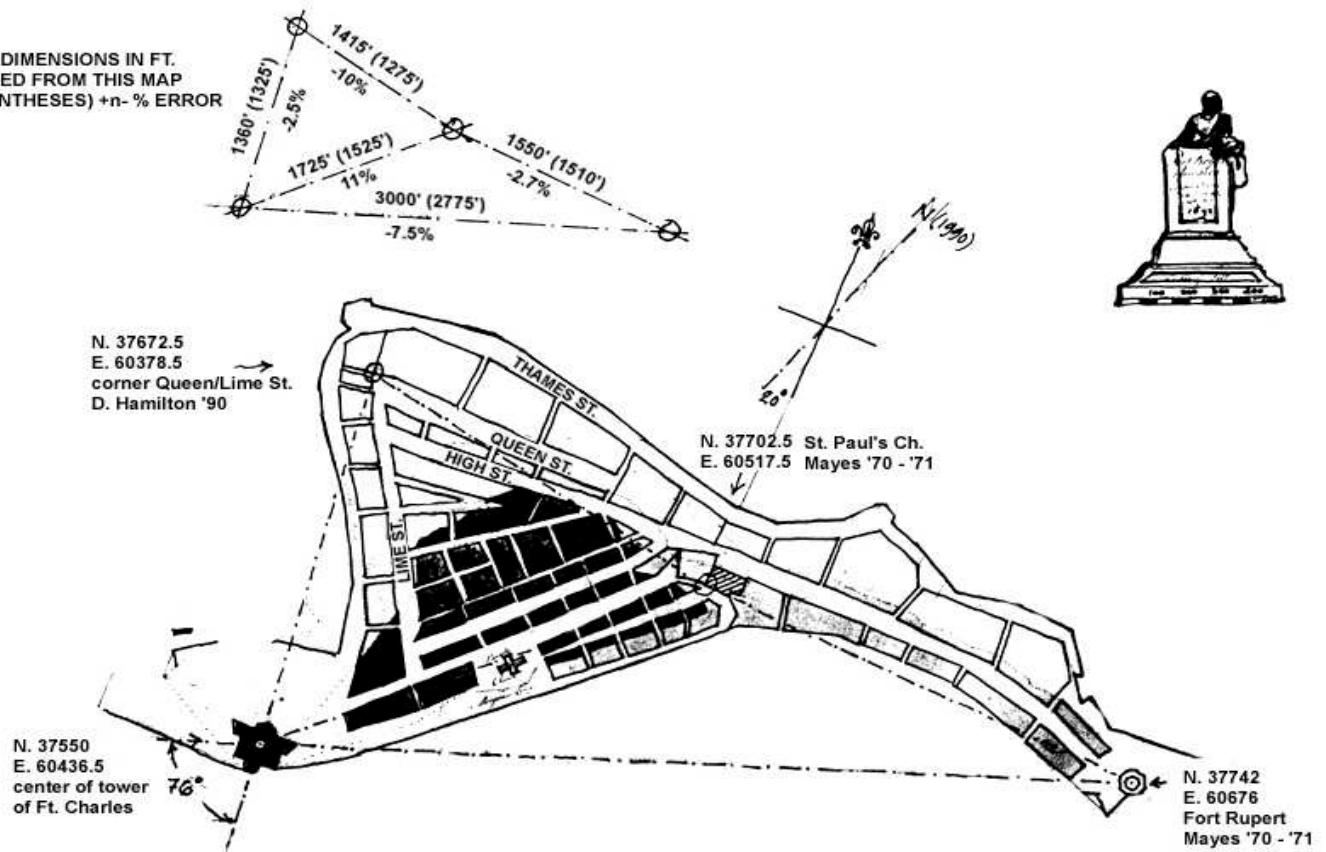 DIMENSIONS IN FT.
ED FROM THIS MAP
NTHESES) +n- % ERROR
1360' (1325')
-2.5%
1415' (1275')
-10%
1725' (1525')
11%
1550' (1510')
-2.7%
3000' (2775')
-7.5%
N. 37672.5
E. 60378.5
corner Queen/Lime St.
D. Hamilton '90
N (1990)
20°
THAMES ST.
QUEEN ST.
HIGH ST.
LIME ST.
N. 37702.5 St. Paul's Ch.
E. 60517.5 Mayes '70 - '71
N. 37550
E. 60436.5
center of tower
of Ft. Charles
76°
N. 37742
E. 60676
Fort Rupert
Mayes '70 - '71